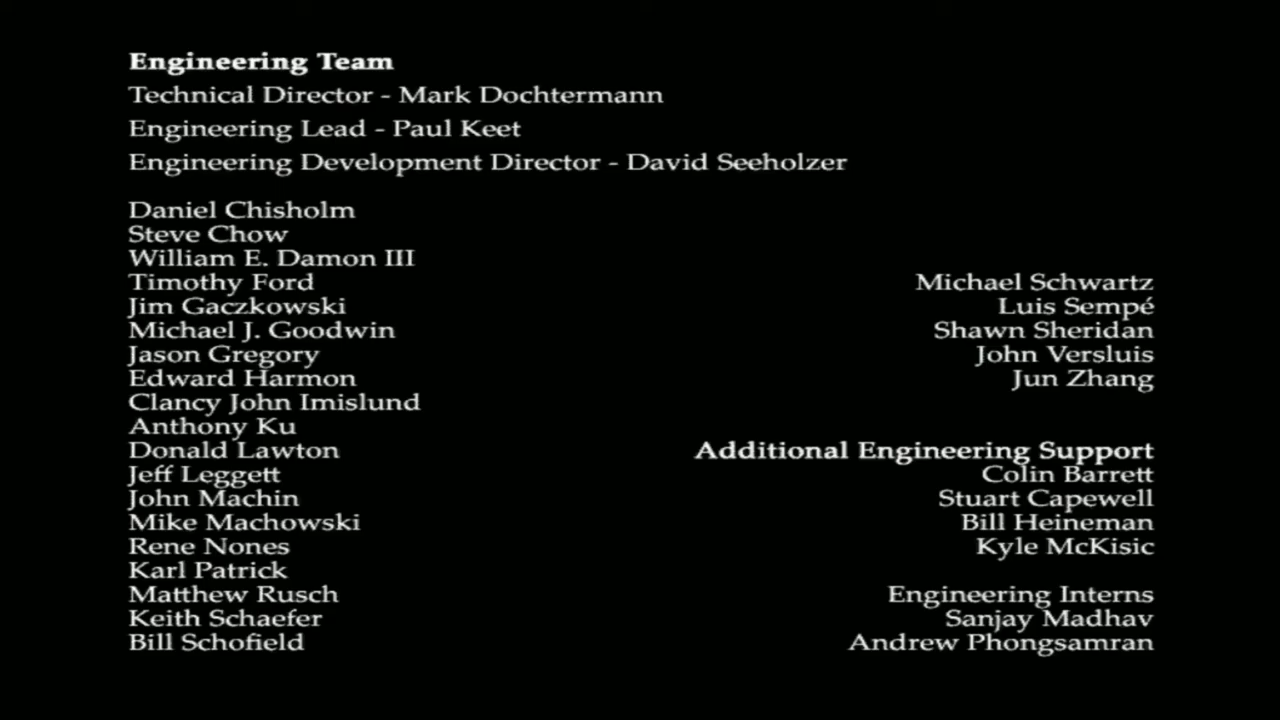 Engineering Team
Technical Director - Mark Dochtermann
Engineering Lead - Paul Keet
Engineering Development Director - David Seeholzer
Daniel Chisholm
Steve Chow
William E. Damon III
Timothy Ford
Jim Gaczkowski
Michael J. Goodwin
Jason Gregory
Edward Harmon
Clancy John Imislund
Anthony Ku
Donald Lawton
Jeff Leggett
John Machin
Mike Machowski
Rene Nones
Karl Patrick
Matthew Rusch
Keith Schaefer
Bill Schofield
Michael Schwartz
Luis Sempé
Shawn Sheridan
John Versluis
Jun Zhang
Additional Engineering Support
Colin Barrett
Stuart Capewell
Bill Heineman
Kyle McKisic
Engineering Interns
Sanjay Madhav
Andrew Phongsamran